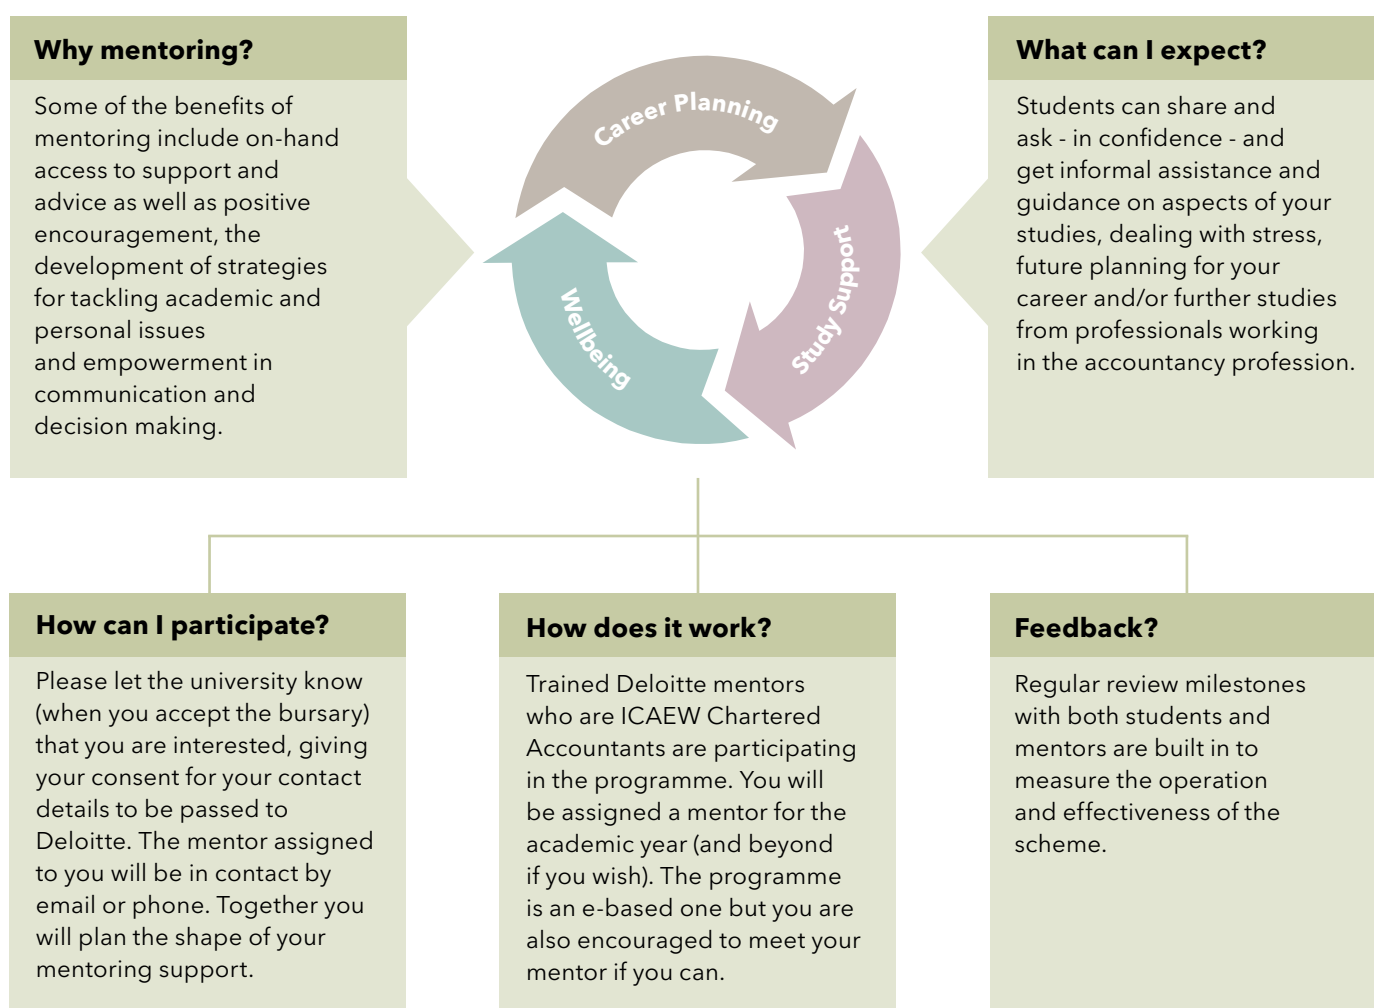 Why mentoring?
Some of the benefits of
mentoring include on-hand
access to support and
advice as well as positive
encouragement, the
development of strategies
for tackling academic and
personal issues
and empowerment in
communication and
decision making.
Career Planning
Study Support
Wellbeing
What can I expect?
Students can share and
ask - in confidence - and
get informal assistance and
guidance on aspects of your
studies, dealing with stress,
future planning for your
career and/or further studies
from professionals working
in the accountancy profession.
How can I participate?
Please let the university know
(when you accept the bursary)
that you are interested, giving
your consent for your contact
details to be passed to
Deloitte. The mentor assigned
to you will be in contact by
email or phone. Together you
will plan the shape of your
mentoring support.
How does it work?
Trained Deloitte mentors
who are ICAEW Chartered
Accountants are participating
in the programme. You will
be assigned a mentor for the
academic year (and beyond
if you wish). The programme
is an e-based one but you are
also encouraged to meet your
mentor if you can.
Feedback?
Regular review milestones
with both students and
mentors are built in to
measure the operation
and effectiveness of the
scheme.